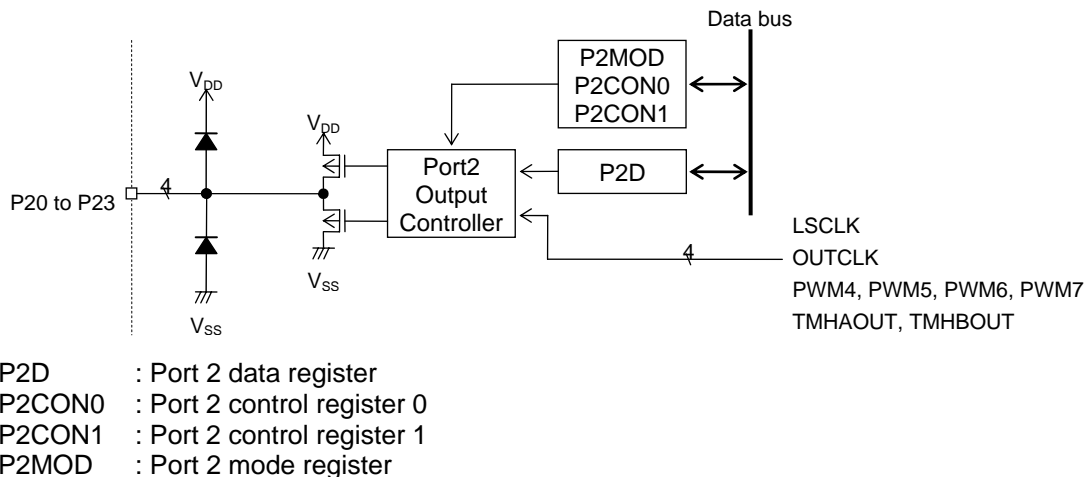 Data bus
P2MOD
P2CON0
P2CON1
VDD
VDD
Port2
Output
Controller
P2D
P20 to P23
4
4
LSCLK
OUTCLK
PWM4, PWM5, PWM6, PWM7
TMHAOUT, TMHBOUT
VSS
VSS
P2D : Port 2 data register
P2CON0 : Port 2 control register 0
P2CON1 : Port 2 control register 1
P2MOD : Port 2 mode register